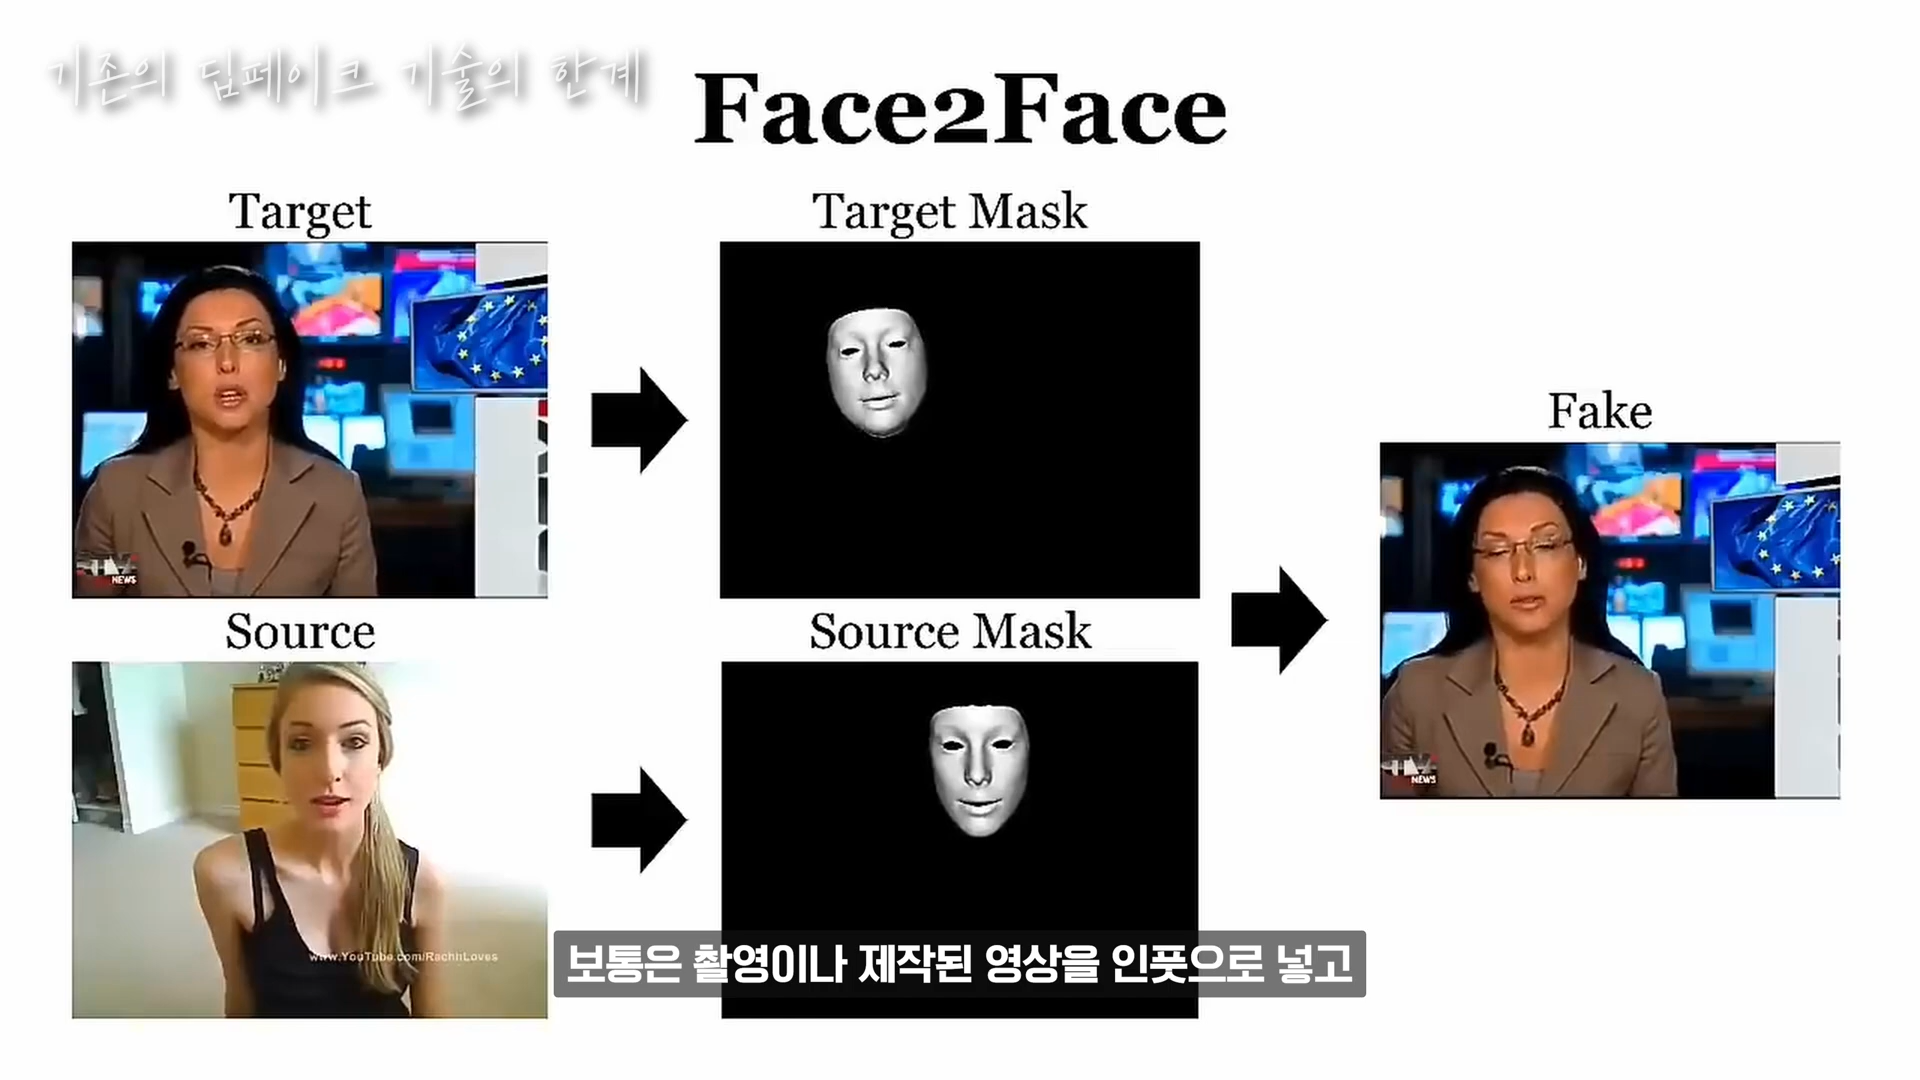 기존의 딥페이크 기술의 한계
Face2Face
Target
Target Mask
NEWS
Fake
NEWS
Source
Source Mask
www.YouTube.com/RachhLoves
보통은 촬영이나 제작된 영상을 인풋으로 넣고